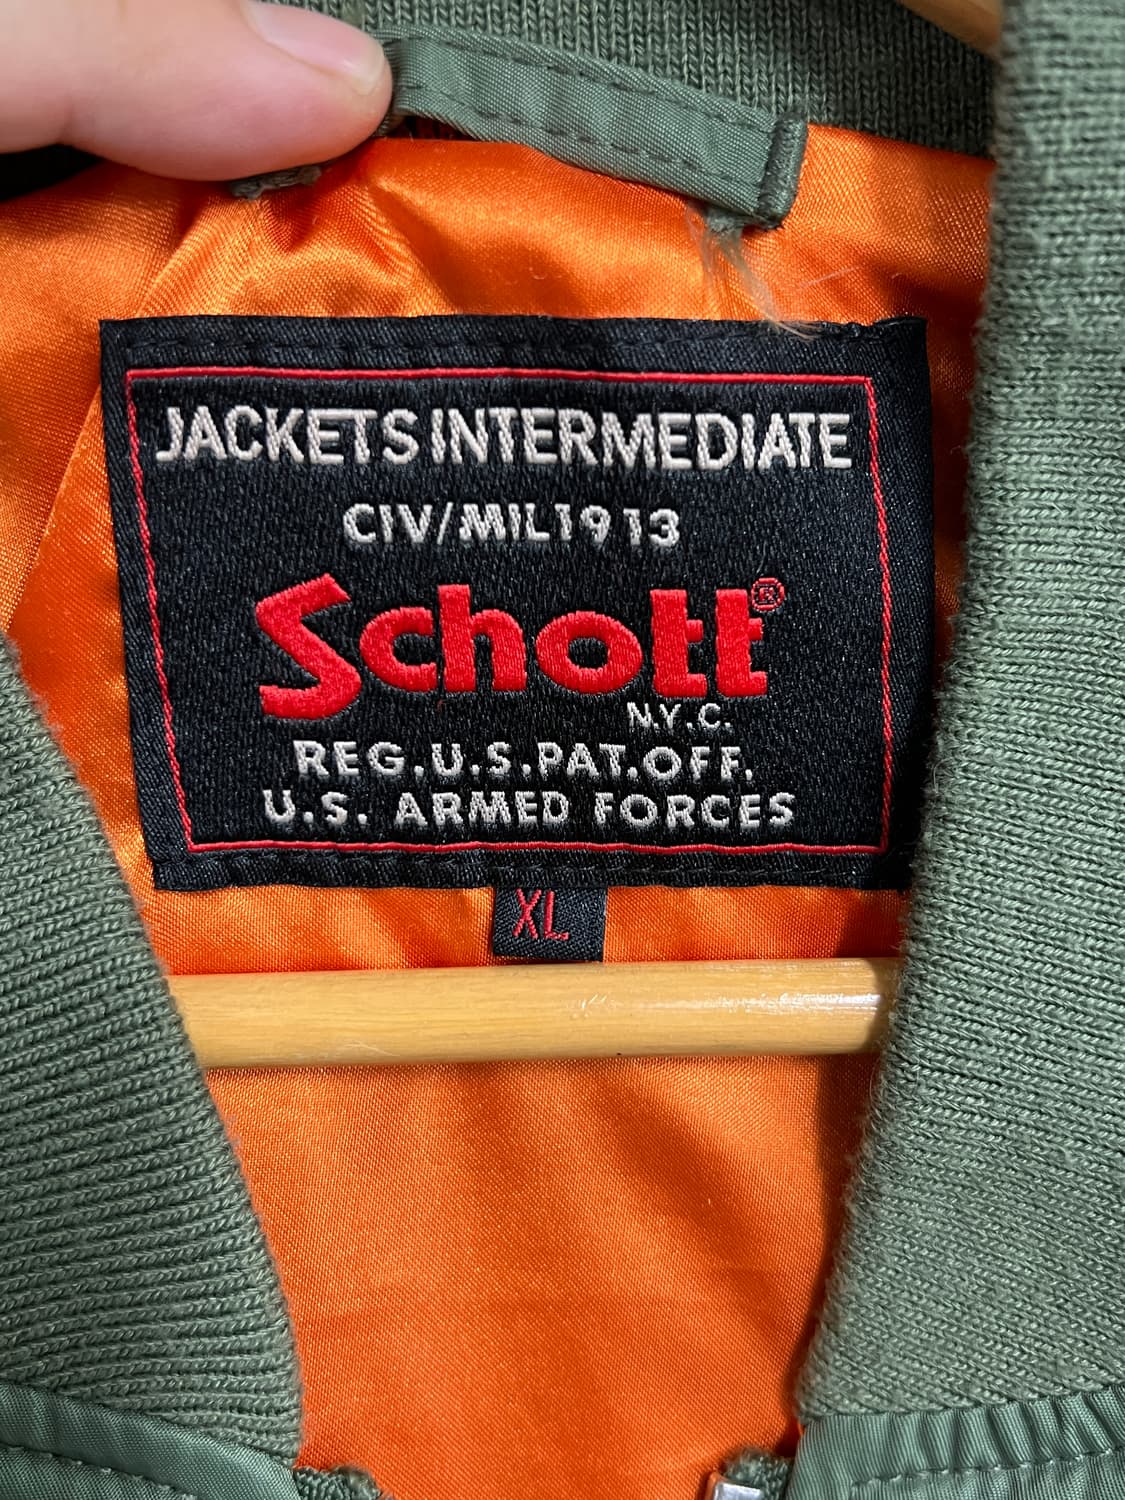 JACKETS INTERMEDIATE
CIV/MIL1913
Schott®
N.Y.C.
REG.U.S.PAT.OFF.
U.S. ARMED FORCES
XL